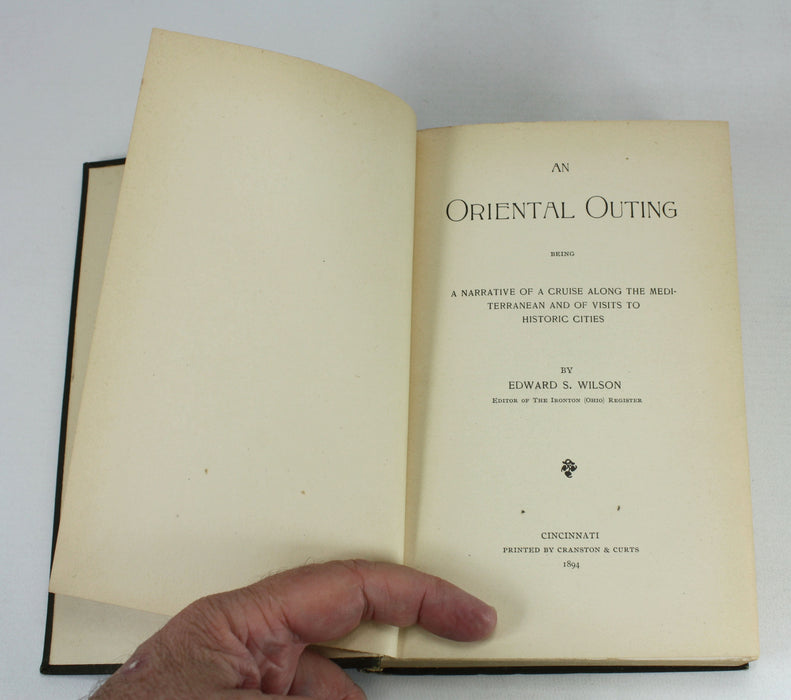 AN
ORIENTAL OUTING
BEING
A NARRATIVE OF A CRUISE ALONG THE MEDI-
TERRANEAN AND OF VISITS TO
HISTORIC CITIES
BY
EDWARD S. WILSON
EDITOR OF THE IRONTON (OHIO) REGISTER
CINCINNATI
PRINTED BY CRANSTON & CURTS
1894